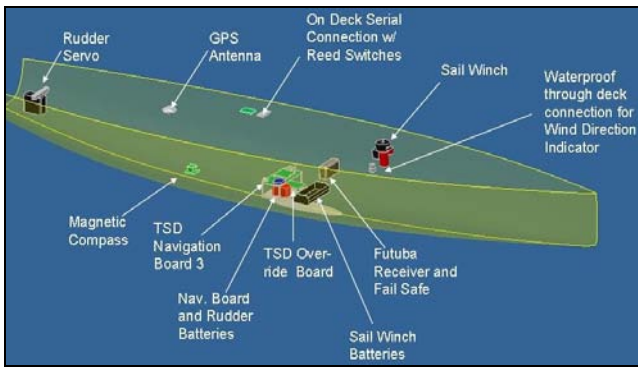 Rudder
Servo
GPS
Antenna
On Deck Serial
Connection w/
Reed Switches
Sail Winch
Waterproof
through deck
connection for
Wind Direction
Indicator
Magnetic
Compass
TSD
Navigation
Board 3
Nav. Board
and Rudder
Batteries
TSD Over-
ride Board
Sail Winch
Batteries
Fututba
Receiver and
Fail Safe